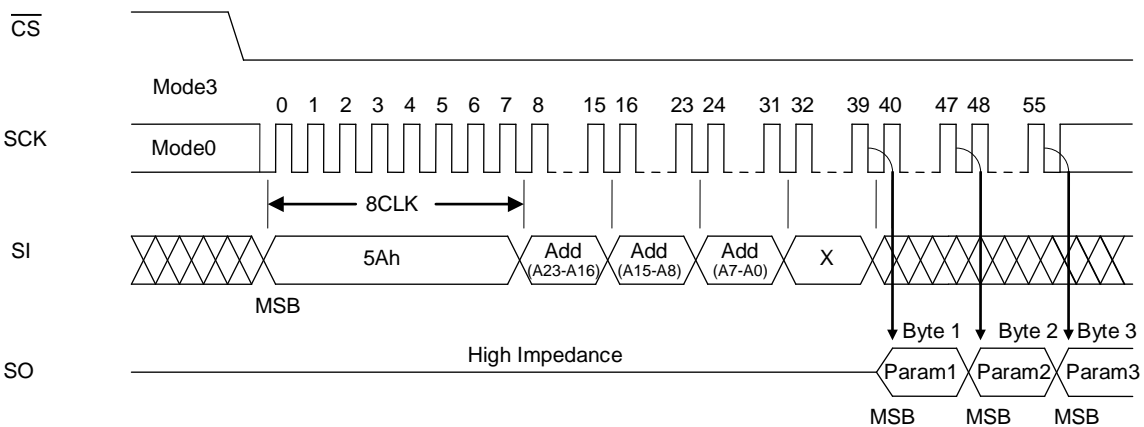 CS
Mode3
0 1 2 3 4 5 6 7 8 15 16 23 24 31 32 39 40 47 48 55
SCK
Mode0
8CLK
SI
5Ah
Add
(A23-A16)
Add
(A15-A8)
Add
(A7-A0)
X
MSB
Byte 1
Byte 2
Byte 3
SO
High Impedance
Param1
Param2
Param3
MSB
MSB
MSB